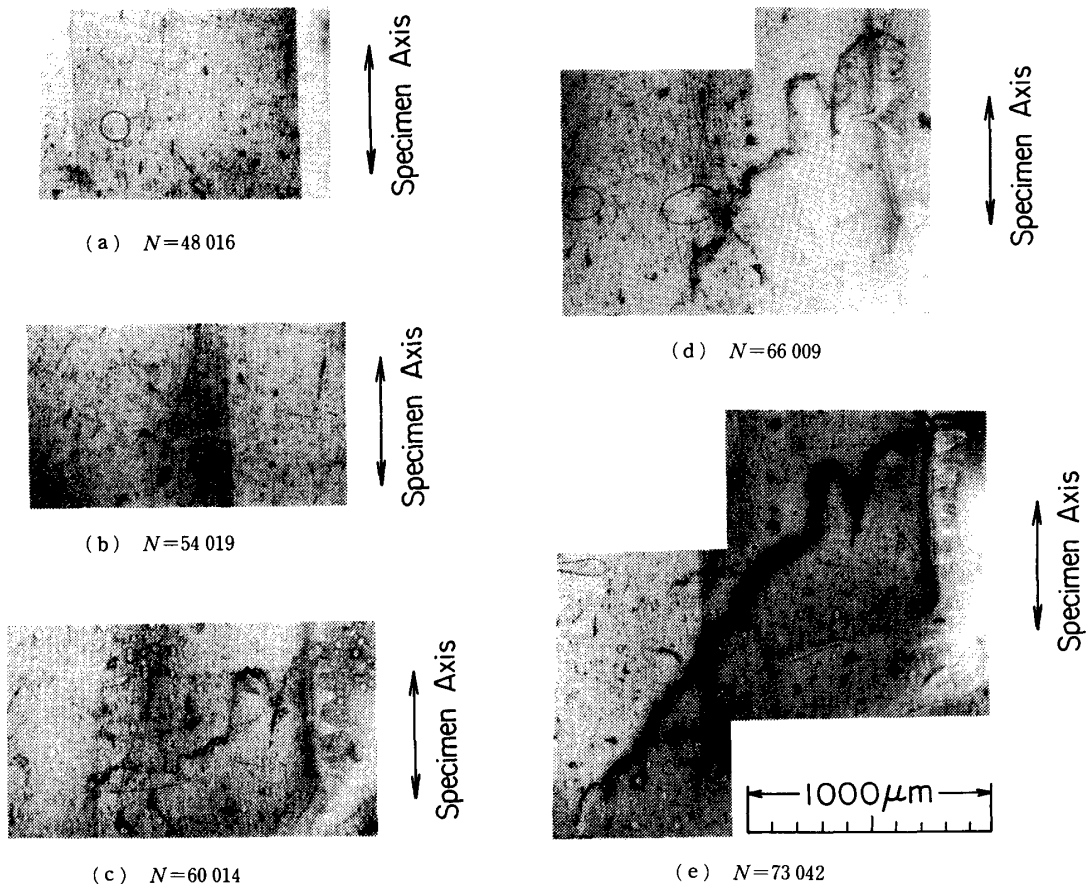 Specimen Axis
(a) N=48 016
Specimen Axis
(b) N=54 019
Specimen Axis
(c) N=60 014
Specimen Axis
(d) N=66 009
Specimen Axis
1000μm
(e) N=73 042